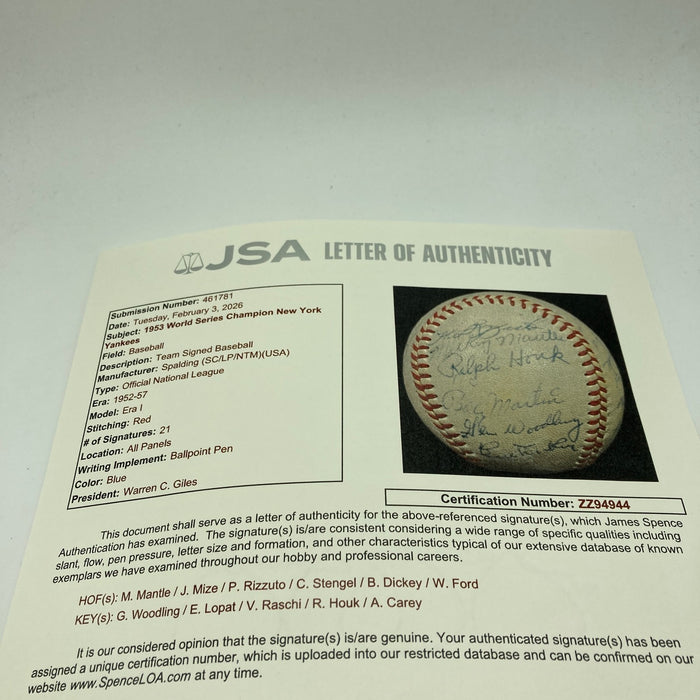 JSA LETTER OF AUTHENTICITY
Submission Number: 461781
Date: Tuesday, February 3, 2026
Subject: 1953 World Series Champion New York
Yankees
Field: Baseball
Description: Team Signed Baseball
Manufacturer: Spalding (SC/LP/NTM)(USA)
Type: Official National League
Era: 1952-57
Model: Era I
Stitching: Red
# of Signatures: 21
Location: All Panels
Writing Implement: Ballpoint Pen
Color: Blue
President: Warren C. Giles
Mantle
Ralph Houk
Martin
Gene Woodling
Certification Number: ZZ94944
This document shall serve as a letter of authenticity for the above-referenced signature(s), which James Spence
Authentication has examined. The signature(s) is/are consistent considering a wide range of specific qualities including
slant, flow, pen pressure, letter size and formation, and other characteristics typical of our extensive database of known
exemplars we have examined throughout our hobby and professional careers.
HOF(s): M. Mantle / J. Mize / P. Rizzuto / C. Stengel / B. Dickey / W. Ford
KEY(s): G. Woodling / E. Lopat / V. Raschi / R. Houk / A. Carey
It is our considered opinion that the signature(s) is/are genuine. Your authenticated signature(s) has been
assigned a unique certification number, which is uploaded into our restricted database and can be confirmed on our
website www.SpenceLOA.com at any time.